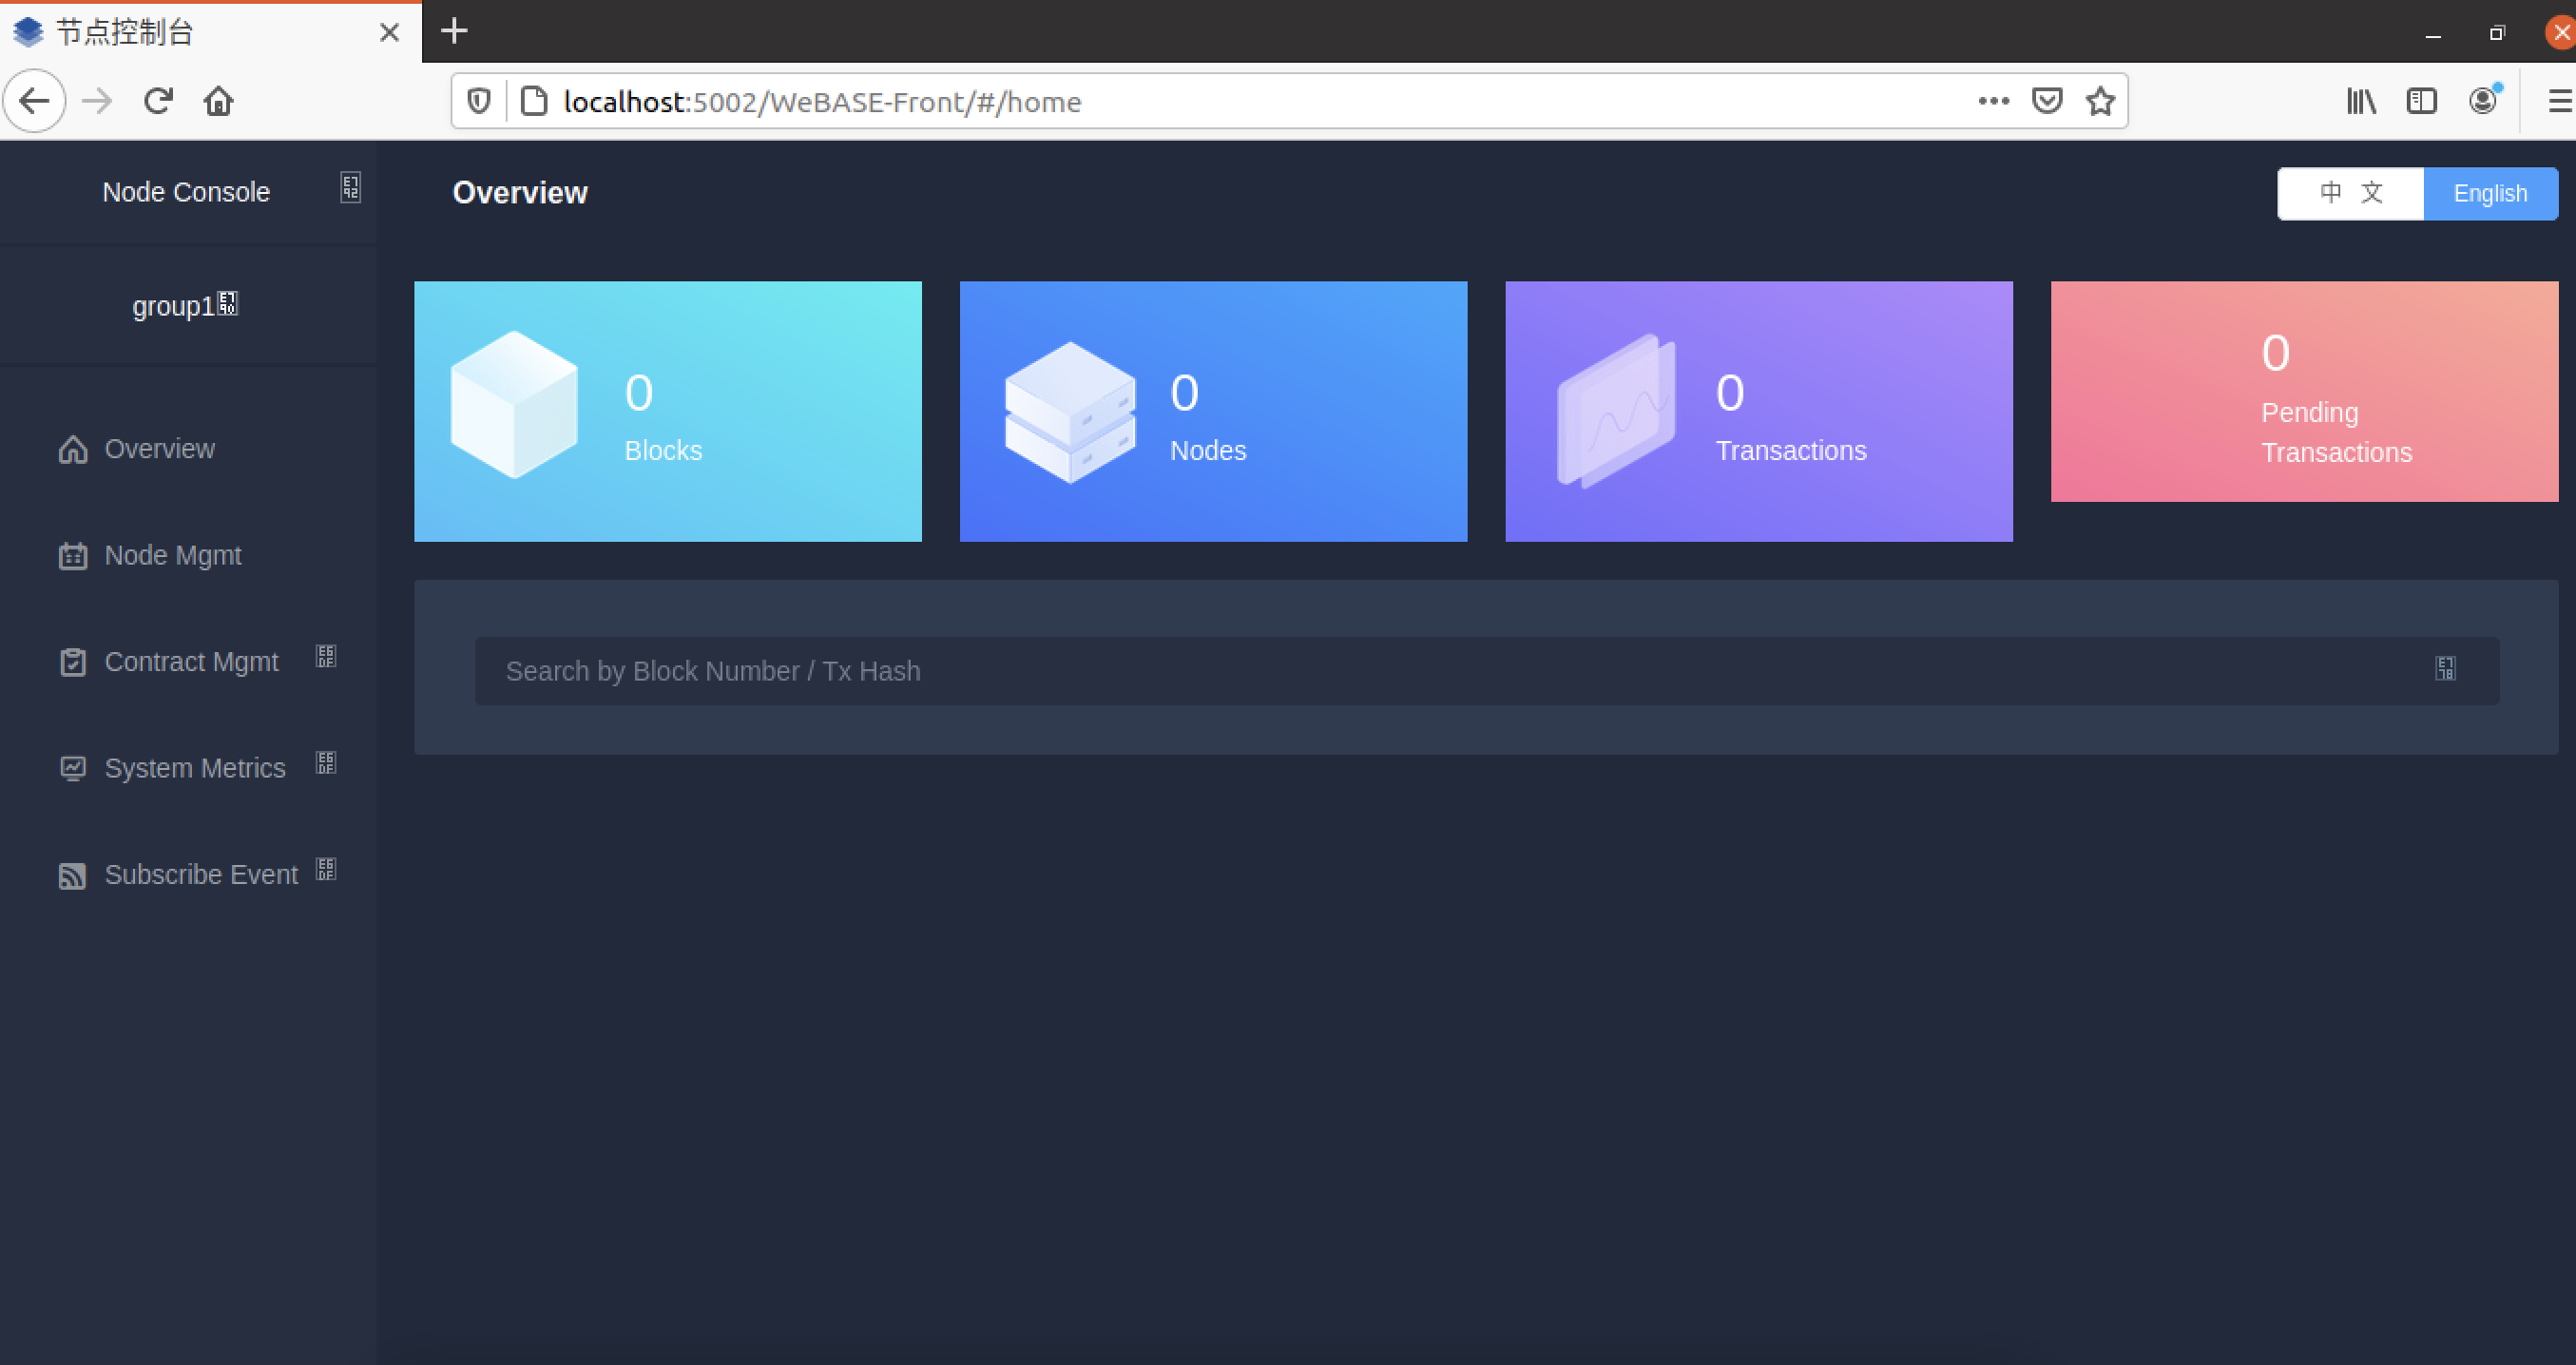 节点控制台
localhost:5002/WeBASE-Front/#/home
Node Console
Overview
中 文
English
group1
Overview
Node Mgmt
Contract Mgmt
System Metrics
Subscribe Event
0
Blocks
0
Nodes
0
Transactions
0
Pending
Transactions
Search by Block Number / Tx Hash